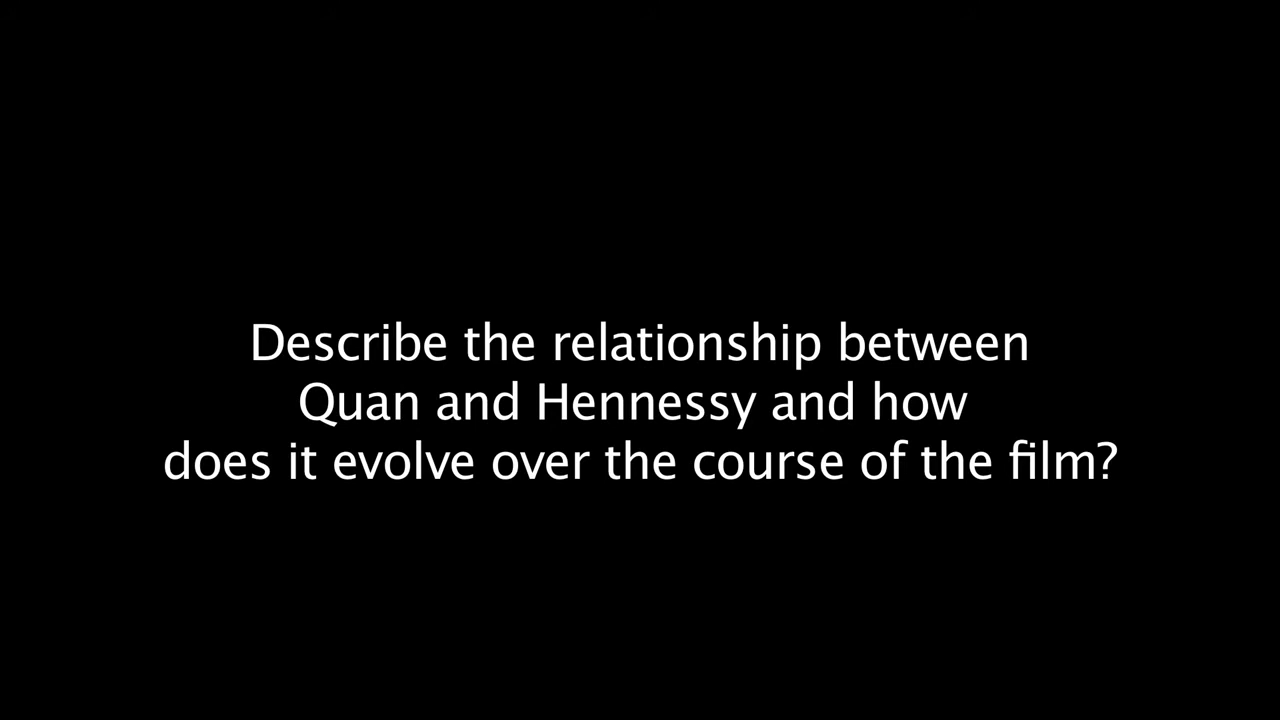 Describe the relationship between
Quan and Hennessy and how
does it evolve over the course of the film?